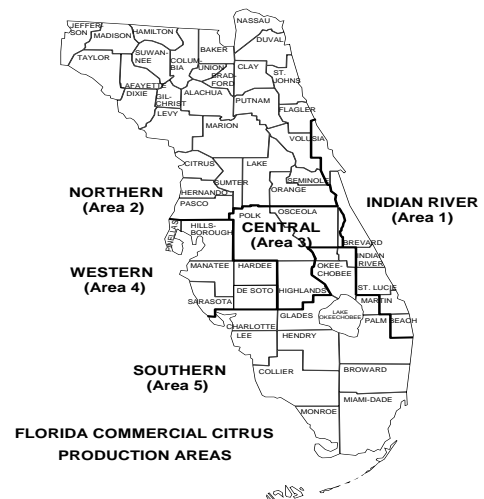 NASSAU
JEFFER-
SON
MADISON
HAMILTON
DUVAL
TAYLOR
SUWAN-
NEE
COLUM-
BIA
BAKER
UNION
BRAD-
FORD
CLAY
ST.
JOHNS
LAFAYETTE
DIXIE
GIL-
CHRIST
ALACHUA
PUTNAM
LEVY
FLAGLER
MARION
VOLUSIA
CITRUS
LAKE
SUMTER
SEMINOLE
ORANGE
HERNANDO
PASCO
NORTHERN
(Area 2)
INDIAN RIVER
(Area 1)
POLK
OSCEOLA
PINELLAS
HILLS-
BOROUGH
CENTRAL
(Area 3)
BREVARD
INDIAN
RIVER
WESTERN
(Area 4)
MANATEE
HARDEE
OKEE-
CHOBEE
DE SOTO
HIGHLANDS
ST. LUCIE
SARASOTA
MARTIN
GLADES
LAKE
OKEECHOBEE
PALM BEACH
CHARLOTTE
LEE
HENDRY
SOUTHERN
(Area 5)
COLLIER
BROWARD
MIAMI-DADE
MONROE
FLORIDA COMMERCIAL CITRUS
PRODUCTION AREAS